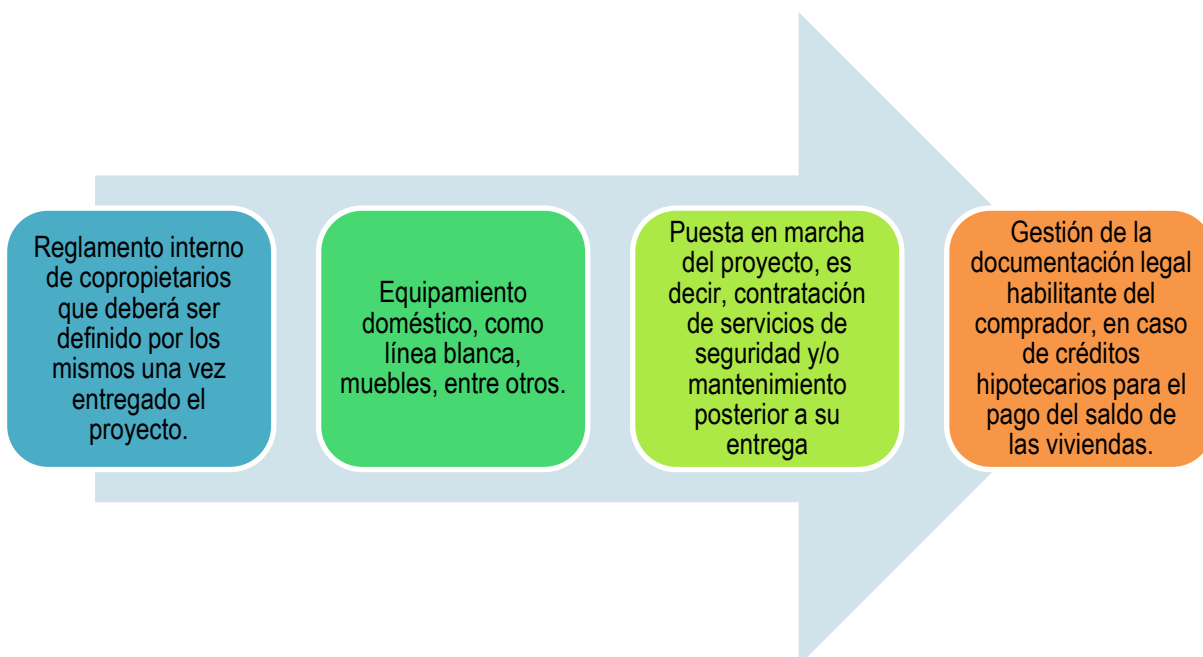 Reglamento interno
de copropietarios
que deberá ser
definido por los
mismos una vez
entregado el
proyecto.
Equipamiento
doméstico, como
línea blanca,
muebles, entre otros.
Puesta en marcha
del proyecto, es
decir, contratación
de servicios de
seguridad y/o
mantenimiento
posterior a su
entrega
Gestión de la
documentación legal
habilitante del
comprador, en caso
de créditos
hipotecarios para el
pago del saldo de
las viviendas.